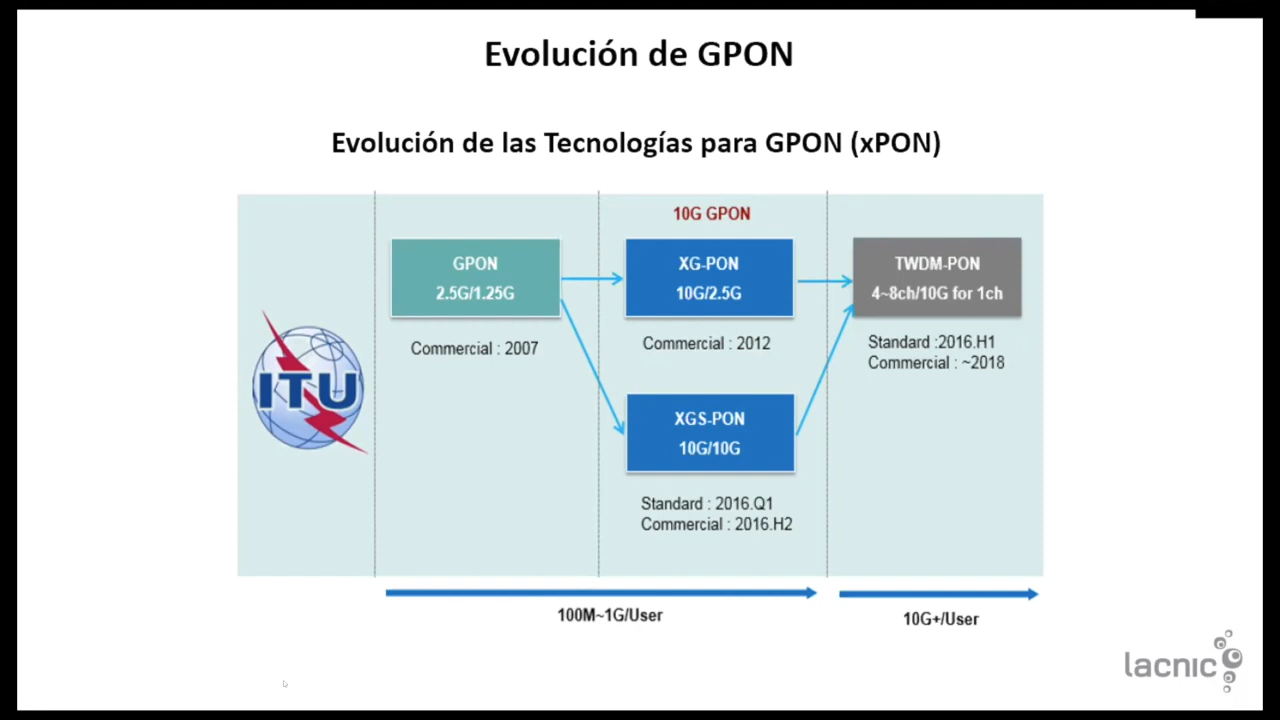 Evolución de GPON
Evolución de las Tecnologías para GPON (xPON)
10G GPON
GPON
2.5G/1.25G
XG-PON
10G/2.5G
TWDM-PON
4~8ch/10G for 1ch
Commercial : 2007
Commercial : 2012
Standard :2016.H1
Commercial : ~2018
ITU
XGS-PON
10G/10G
Standard : 2016.Q1
Commercial : 2016.H2
100M~1G/User
10G+/User
lacnic